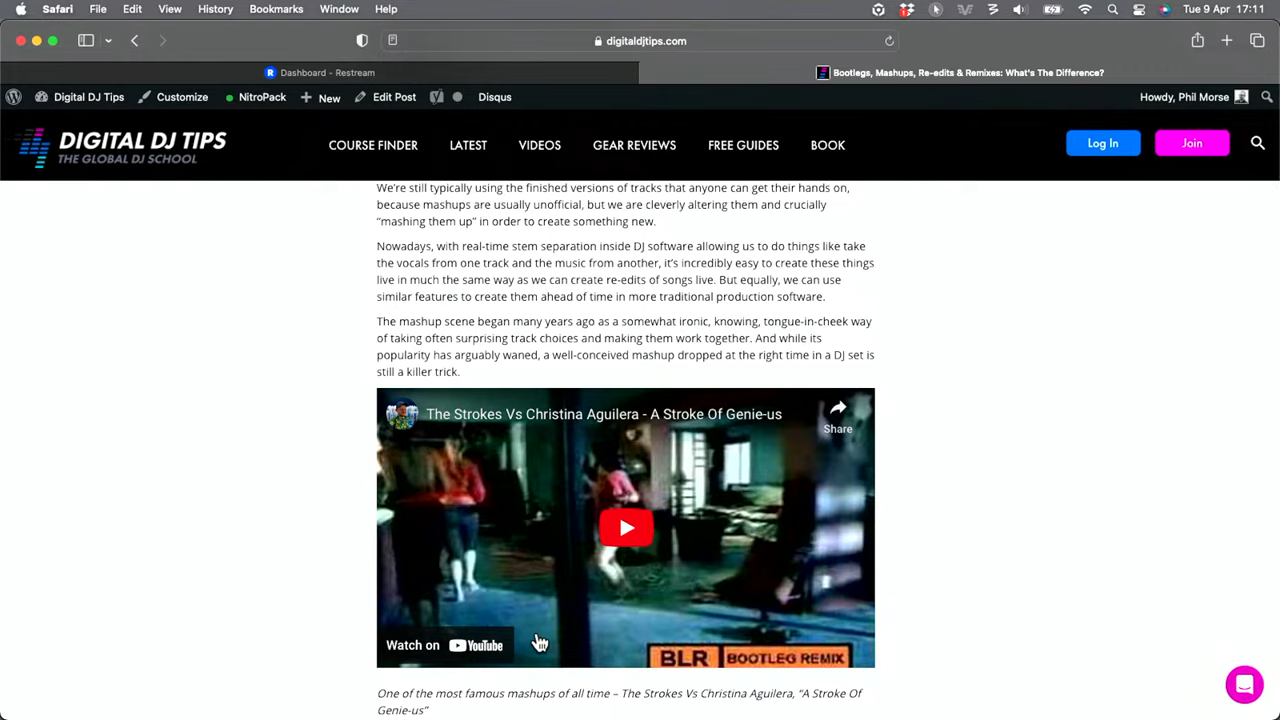 Safari File Edit View History Bookmarks Window Help Tue 9 Apr 17:11
digitaldjtips.com
Dashboard - Restream Bootlegs, Mashups, Re-edits & Remixes: What's The Difference?
Digital DJ Tips Customize NitroPack New Edit Post Disqus Howdy, Phil Morse
DIGITAL DJ TIPS
THE GLOBAL DJ SCHOOL
COURSE FINDER LATEST VIDEOS GEAR REVIEWS FREE GUIDES BOOK Log In Join
We're still typically using the finished versions of tracks that anyone can get their hands on,
because mashups are usually unofficial, but we are cleverly altering them and crucially
“mashing them up” in order to create something new.
Nowadays, with real-time stem separation inside DJ software allowing us to do things like take
the vocals from one track and the music from another, it’s incredibly easy to create these things
live in much the same way as we can create re-edits of songs live. But equally, we can use
similar features to create them ahead of time in more traditional production software.
The mashup scene began many years ago as a somewhat ironic, knowing, tongue-in-cheek way
of taking often surprising track choices and making them work together. And while its
popularity has arguably waned, a well-conceived mashup dropped at the right time in a DJ set is
still a killer trick.
The Strokes Vs Christina Aguilera - A Stroke Of Genie-us
Share
Watch on YouTube
BLR BOOTLEG REMIX
One of the most famous mashups of all time – The Strokes Vs Christina Aguilera, “A Stroke Of
Genie-us”